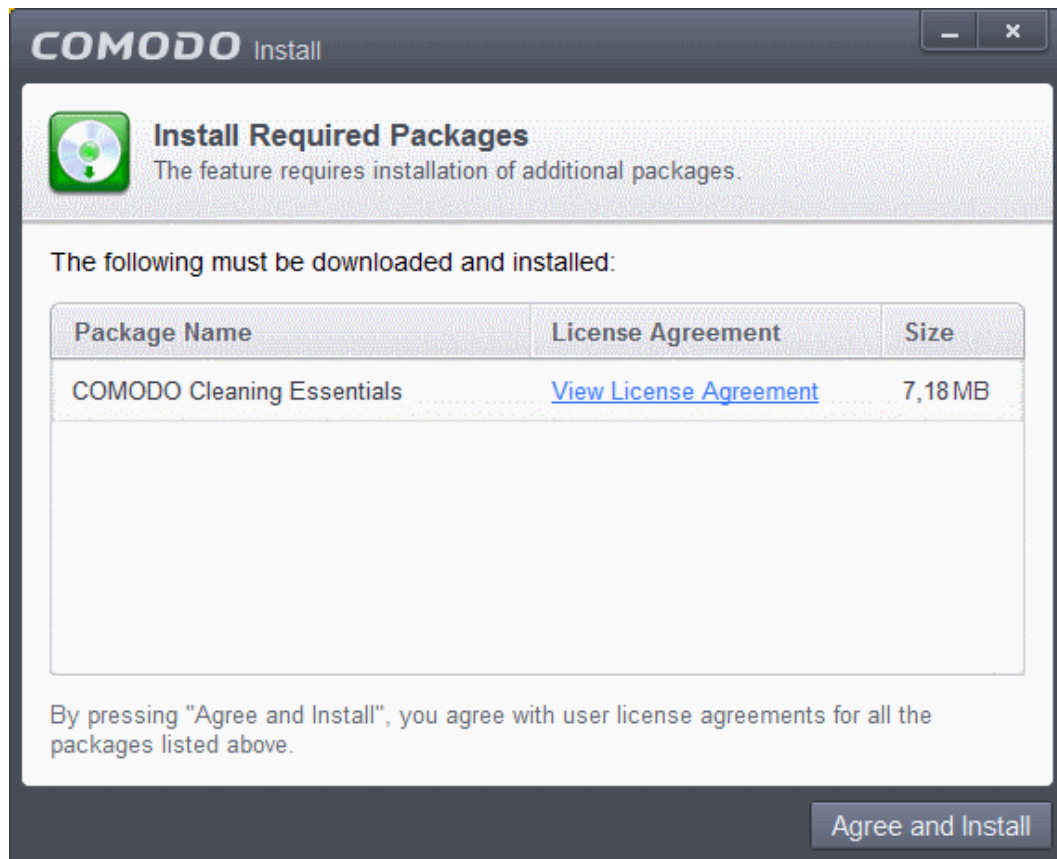 COMODO Install
Install Required Packages
The feature requires installation of additional packages.
The following must be downloaded and installed:
Package Name License Agreement Size
COMODO Cleaning Essentials View License Agreement 7,18 MB
By pressing "Agree and Install", you agree with user license agreements for all the
packages listed above.
Agree and Install